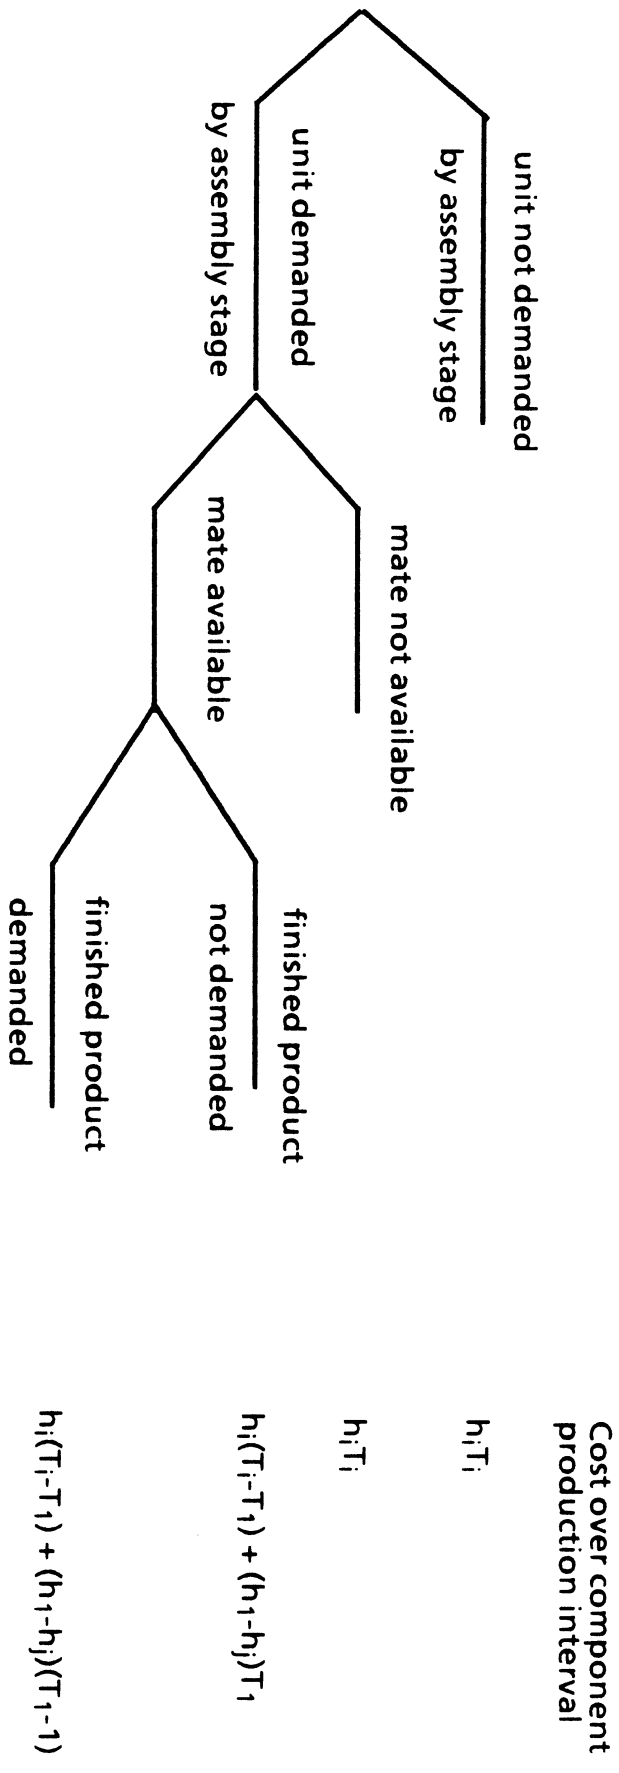 Cost over component
production interval
unit not demanded
by assembly stage
hᵢTᵢ
mate not available
hᵢTᵢ
unit demanded
by assembly stage
mate available
finished product
not demanded
hᵢ(Tᵢ-T₁) + (h₁-hⱼ)T₁
finished product
demanded
hᵢ(Tᵢ-T₁) + (h₁-hⱼ)(T₁-1)